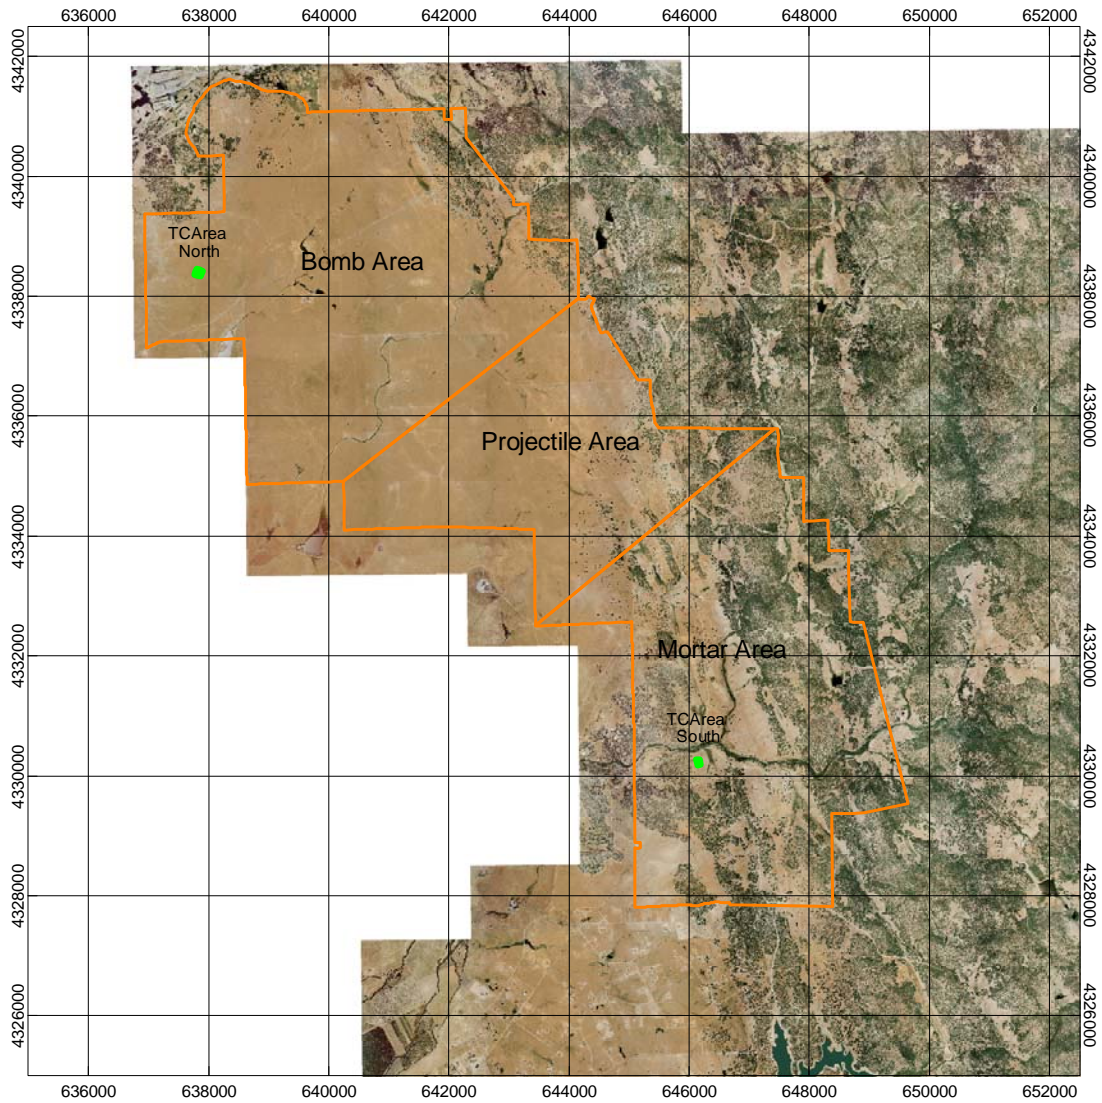 636000 638000 640000 642000 644000 646000 648000 650000 652000
4342000 4342000
4340000 4340000
TCArea
North
Bomb Area
4338000 4338000
4336000 4336000
Projectile Area
4334000 4334000
Mortar Area
4332000 4332000
TCArea
South
4330000 4330000
4328000 4328000
4326000 4326000
636000 638000 640000 642000 644000 646000 648000 650000 652000